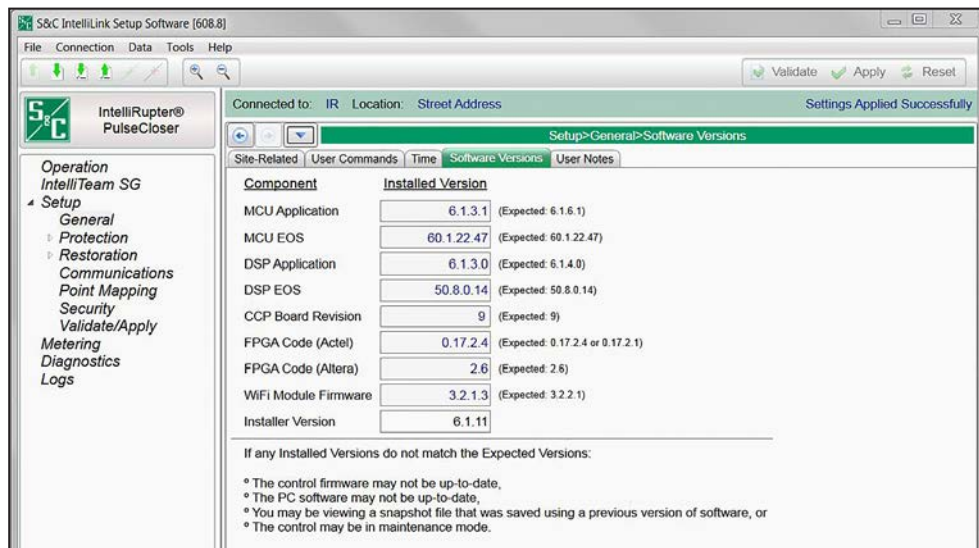 S&C IntelliLink Setup Software [608.8]
File Connection Data Tools Help
Validate Apply Reset
S&C
IntelliRupter®
PulseCloser
Connected to: IR Location: Street Address
Settings Applied Successfully
Setup>General>Software Versions
Site-Related User Commands Time Software Versions User Notes
Operation
IntelliTeam SG
Setup
General
Protection
Restoration
Communications
Point Mapping
Security
Validate/Apply
Metering
Diagnostics
Logs
Component Installed Version
MCU Application 6.1.3.1 (Expected: 6.1.6.1)
MCU EOS 60.1.22.47 (Expected: 60.1.22.47)
DSP Application 6.1.3.0 (Expected: 6.1.4.0)
DSP EOS 50.8.0.14 (Expected: 50.8.0.14)
CCP Board Revision 9 (Expected: 9)
FPGA Code (Actel) 0.17.2.4 (Expected: 0.17.2.4 or 0.17.2.1)
FPGA Code (Altera) 2.6 (Expected: 2.6)
WiFi Module Firmware 3.2.1.3 (Expected: 3.2.2.1)
Installer Version 6.1.11
If any Installed Versions do not match the Expected Versions:
º The control firmware may not be up-to-date,
º The PC software may not be up-to-date,
º You may be viewing a snapshot file that was saved using a previous version of software, or
º The control may be in maintenance mode.